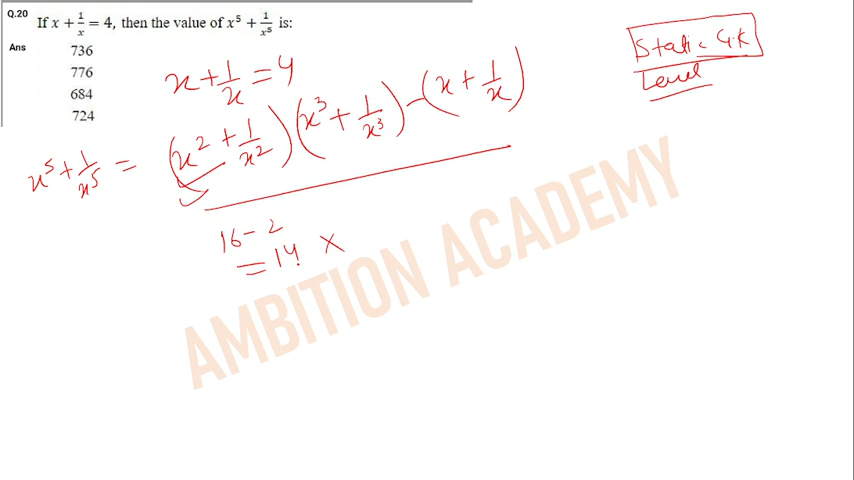 Q.20 If x + 1/x = 4, then the value of x⁵ + 1/x⁵ is:
Ans
736
776
684
724
x + 1/x = 4
x⁵ + 1/x⁵ = (x² + 1/x²)(x³ + 1/x³) - (x + 1/x)
16 - 2
= 14 ×
Static G.K
Level
AMBITION ACADEMY